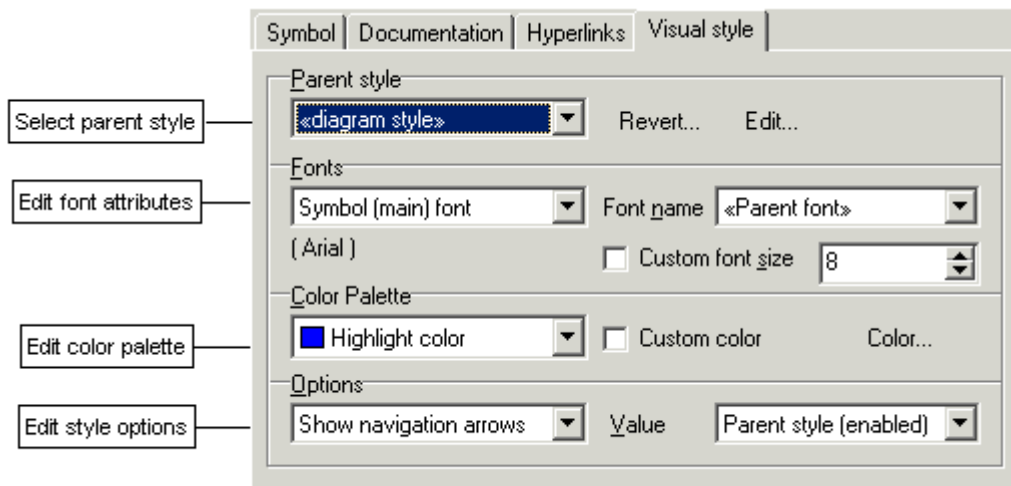 Symbol Documentation Hyperlinks Visual style
Parent style
Select parent style «diagram style» Revert... Edit...
Fonts
Edit font attributes Symbol (main) font Font name «Parent font»
( Arial ) Custom font size 8
Color Palette
Edit color palette Highlight color Custom color Color...
Options
Edit style options Show navigation arrows Value Parent style (enabled)